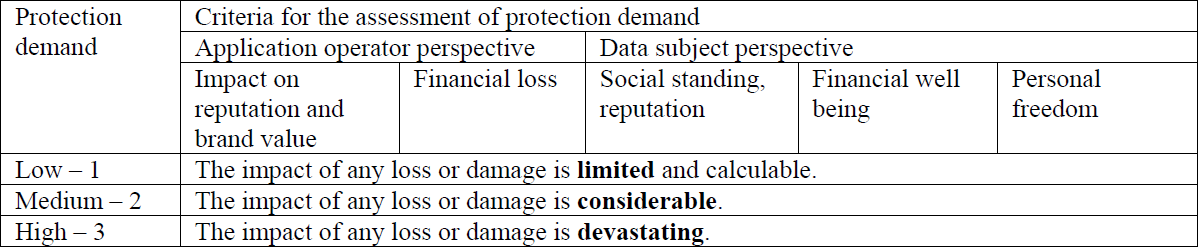 Protection demand
Criteria for the assessment of protection demand
Application operator perspective
Data subject perspective
Impact on
reputation and
brand value
Financial loss
Social standing,
reputation
Financial well
being
Personal
freedom
Low – 1
The impact of any loss or damage is limited and calculable.
Medium – 2
The impact of any loss or damage is considerable.
High – 3
The impact of any loss or damage is devastating.